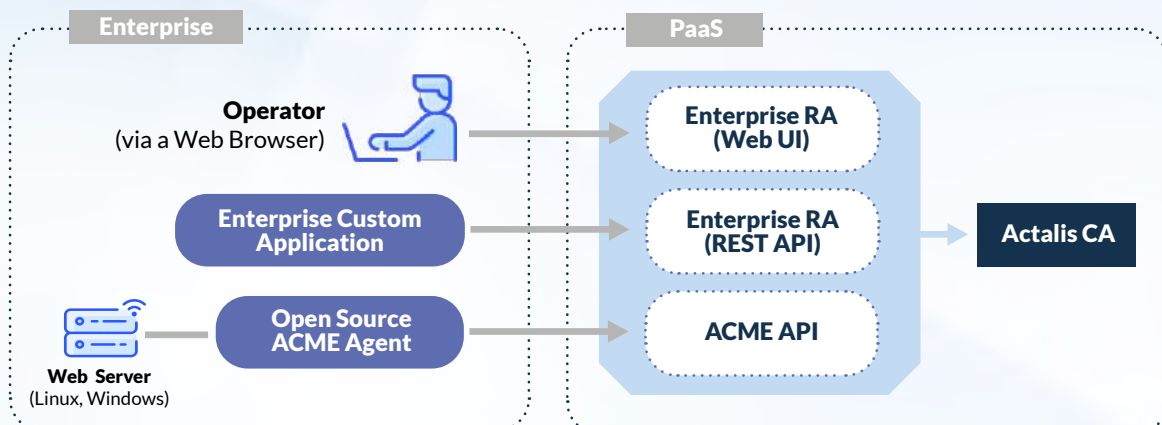 Enterprise
PaaS
Operator
(via a Web Browser)
Enterprise RA
(Web UI)
Enterprise Custom
Application
Enterprise RA
(REST API)
Actalis CA
Open Source
ACME Agent
ACME API
Web Server
(Linux, Windows)